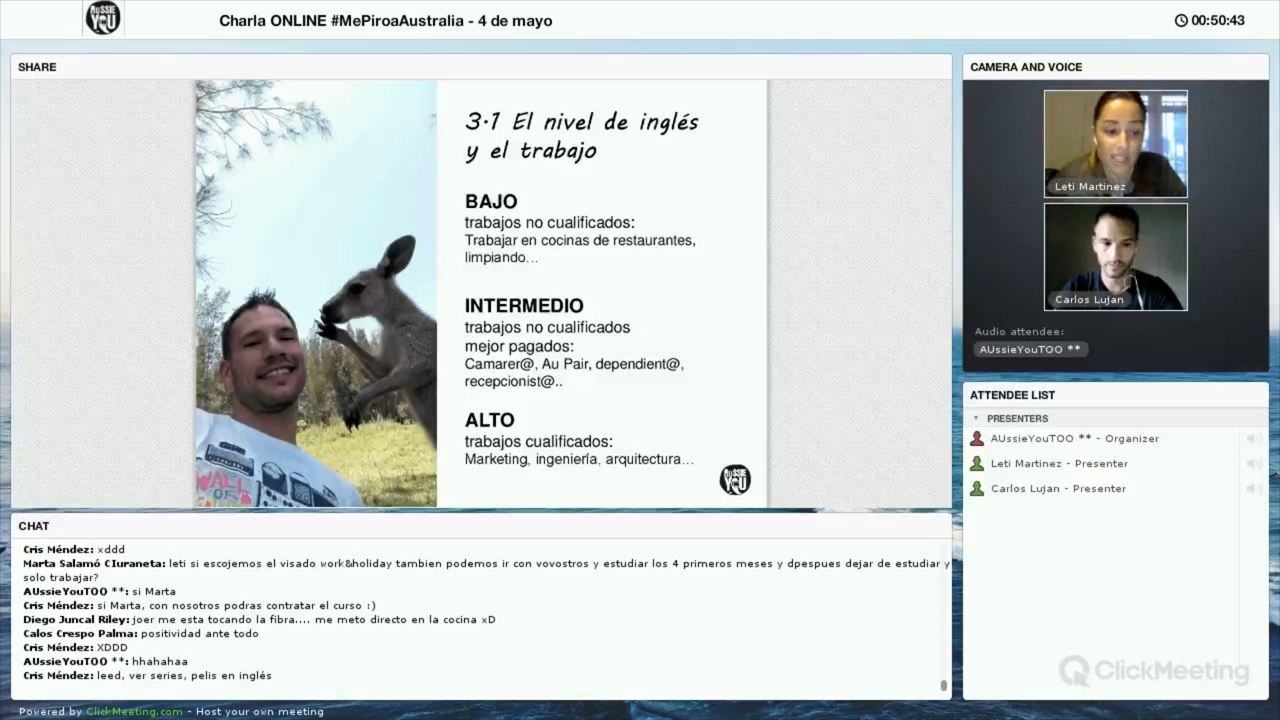 AUSSIE
YOU
Charla ONLINE #MePiroaAustralia - 4 de mayo
00:50:43
SHARE
3.1 El nivel de inglés
y el trabajo
BAJO
trabajos no cualificados:
Trabajar en cocinas de restaurantes,
limpiando...
INTERMEDIO
trabajos no cualificados
mejor pagados:
Camarer@, Au Pair, dependient@,
recepcionist@..
ALTO
trabajos cualificados:
Marketing, ingeniería, arquitectura...
AUSSIE
YOU
WALL
OF
CAMERA AND VOICE
Leti Martinez
Carlos Lujan
Audio attendee:
AUssieYouTOO **
ATTENDEE LIST
PRESENTERS
AUssieYouTOO ** - Organizer
Leti Martinez - Presenter
Carlos Lujan - Presenter
ClickMeeting
CHAT
Cris Méndez: xddd
Marta Salamó CIuraneta: leti si escojemos el visado work&holiday tambien podemos ir con vovostros y estudiar los 4 primeros meses y dpespues dejar de estudiar y
solo trabajar?
AUssieYouTOO **: si Marta
Cris Méndez: si Marta, con nosotros podras contratar el curso :)
Diego Juncal Riley: joer me esta tocando la fibra.... me meto directo en la cocina xD
Calos Crespo Palma: positividad ante todo
Cris Méndez: XDDD
AUssieYouTOO **: hhahahaa
Cris Méndez: leed, ver series, pelis en inglés
Powered by ClickMeeting.com - Host your own meeting